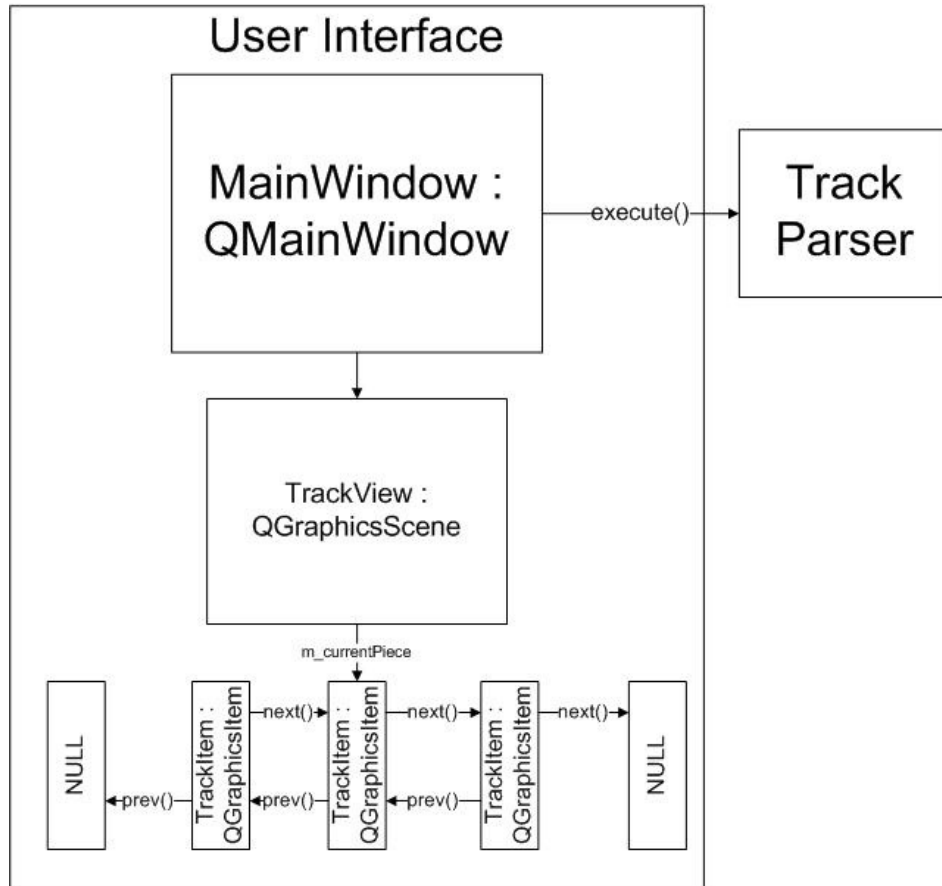 User Interface
MainWindow :
QMainWindow
execute()
Track
Parser
TrackView :
QGraphicsScene
m_currentPiece
NULL
TrackItem :
QGraphicsItem
next()
prev()
TrackItem :
QGraphicsItem
next()
prev()
TrackItem :
QGraphicsItem
next()
prev()
NULL